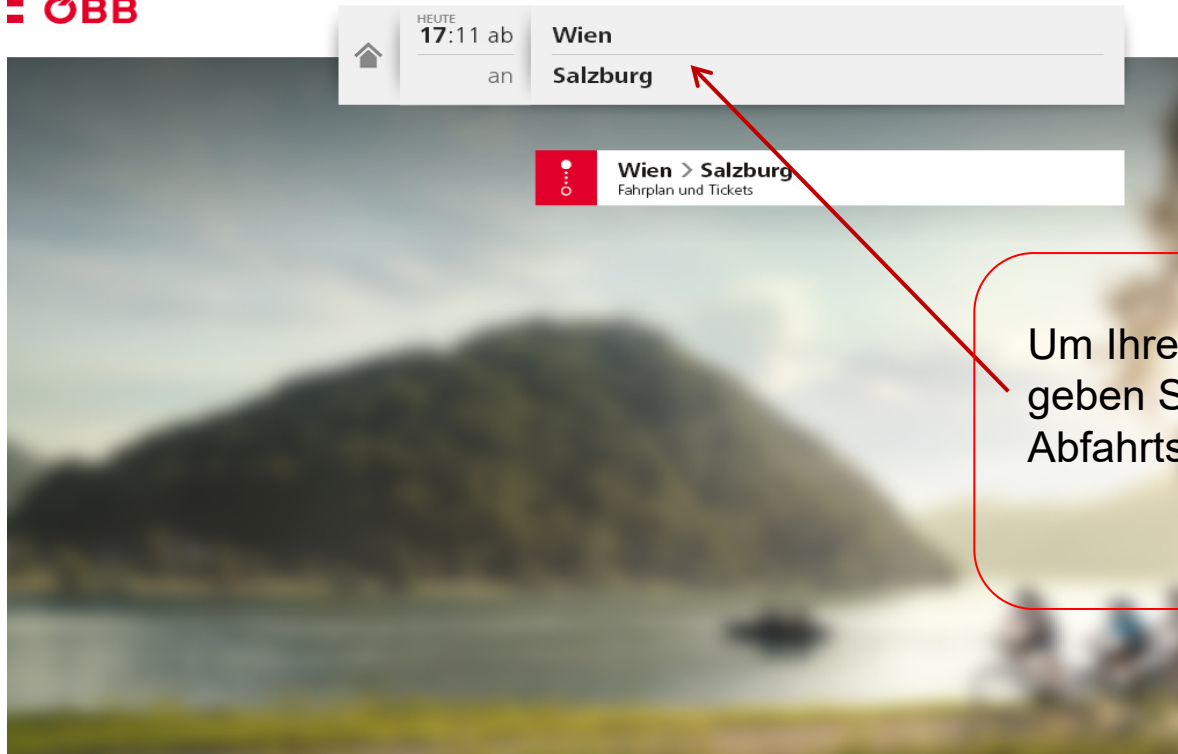 ÖBB
HEUTE
17:11 ab
Wien
an
Salzburg
Wien > Salzburg
Fahrplan und Tickets
Um Ihre
geben S
Abfahrts